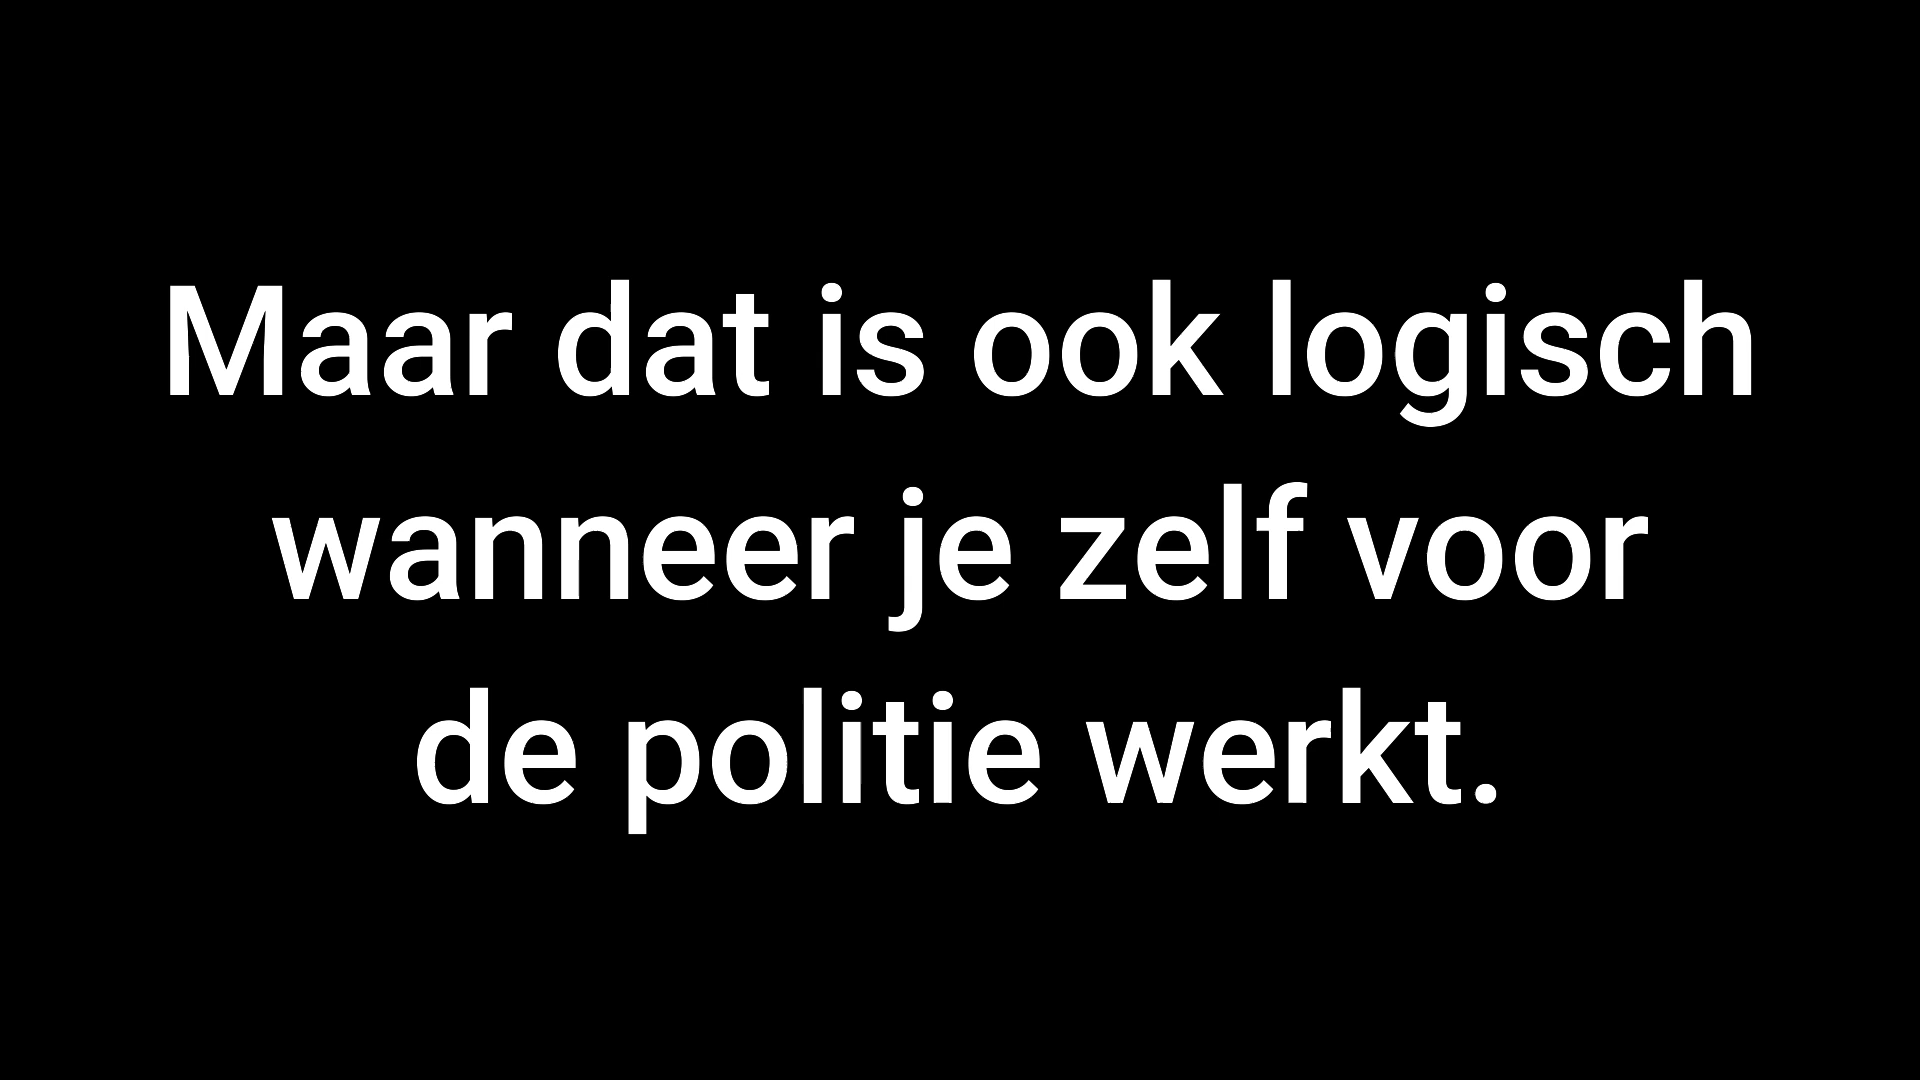 Maar dat is ook logisch
wanneer je zelf voor
de politie werkt.